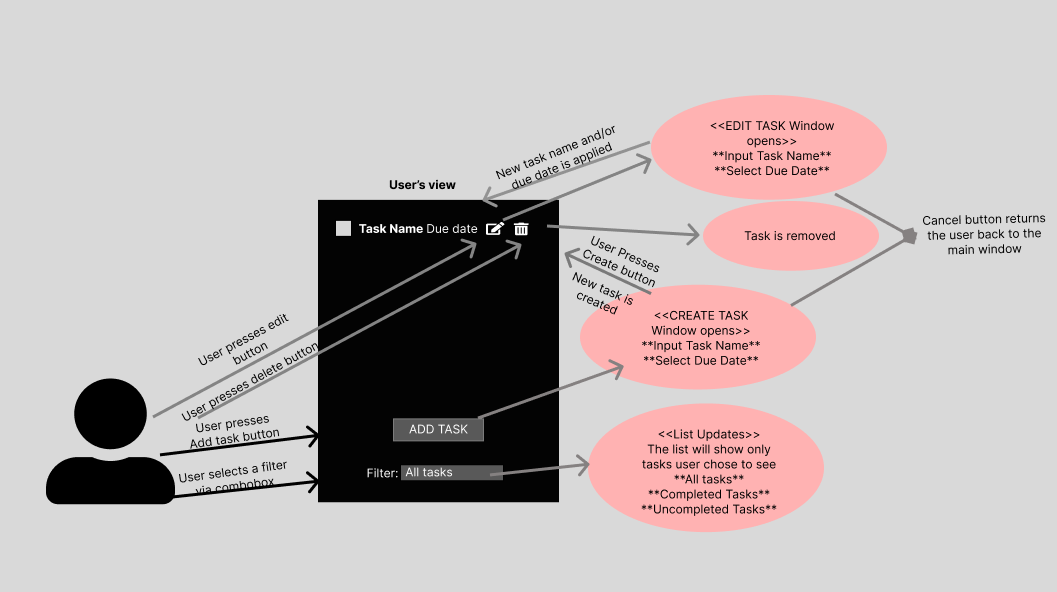 <<EDIT TASK Window
opens>>
**Input Task Name**
**Select Due Date**
New task name and/or
due date is applied
User's view
Task Name Due date
Task is removed
Cancel button returns
the user back to the
main window
User Presses
Create button
New task is
created
<<CREATE TASK
Window opens>>
**Input Task Name**
**Select Due Date**
User presses edit
button
User presses delete button
User presses
Add task button
ADD TASK
User selects a filter
via combobox
Filter: All tasks
<<List Updates>>
The list will show only
tasks user chose to see
**All tasks**
**Completed Tasks**
**Uncompleted Tasks**